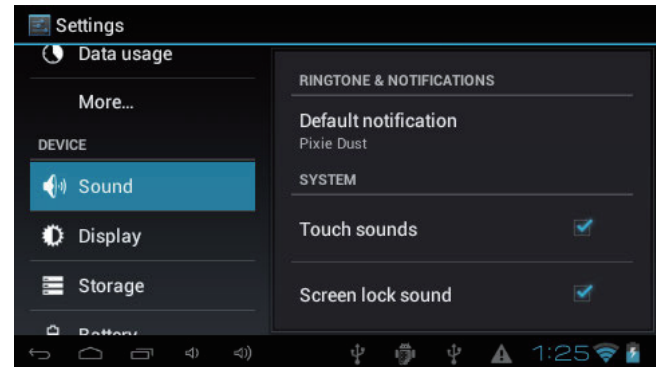 Settings
Data usage
More...
DEVICE
Sound
Display
Storage
Battery
RINGTONE & NOTIFICATIONS
Default notification
Pixie Dust
SYSTEM
Touch sounds
Screen lock sound
1:25